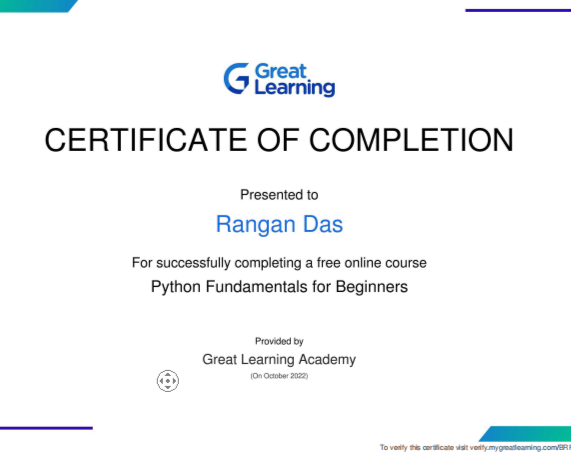 Great
Learning
CERTIFICATE OF COMPLETION
Presented to
Rangan Das
For successfully completing a free online course
Python Fundamentals for Beginners
Provided by
Great Learning Academy
(On October 2022)
To verify this certificate visit verify.mygreatlearning.com/BRF